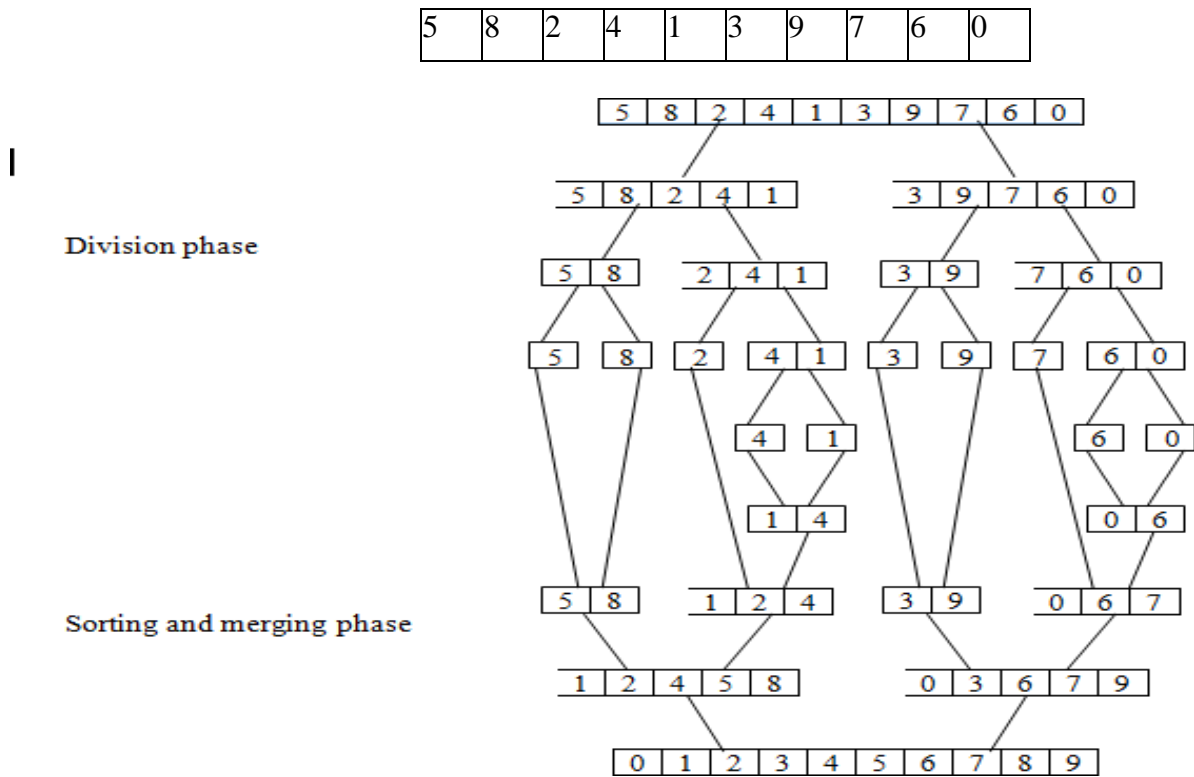 5 8 2 4 1 3 9 7 6 0
5 8 2 4 1 3 9 7 6 0
5 8 2 4 1 3 9 7 6 0
Division phase
5 8 2 4 1 3 9 7 6 0
5 8 2 4 1 3 9 7 6 0
4 1 6 0
1 4 0 6
5 8 1 2 4 3 9 0 6 7
Sorting and merging phase
1 2 4 5 8 0 3 6 7 9
0 1 2 3 4 5 6 7 8 9